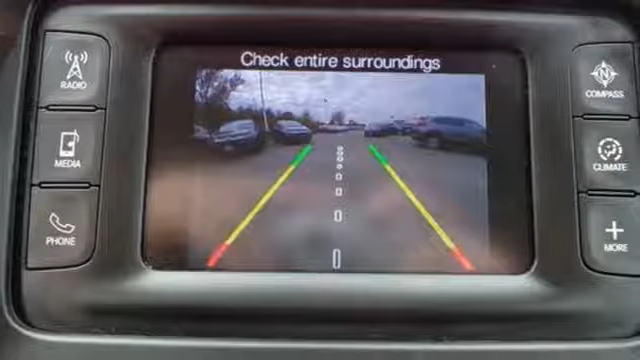 Check entire surroundings
RADIO
MEDIA
PHONE
N
COMPASS
CLIMATE
MORE